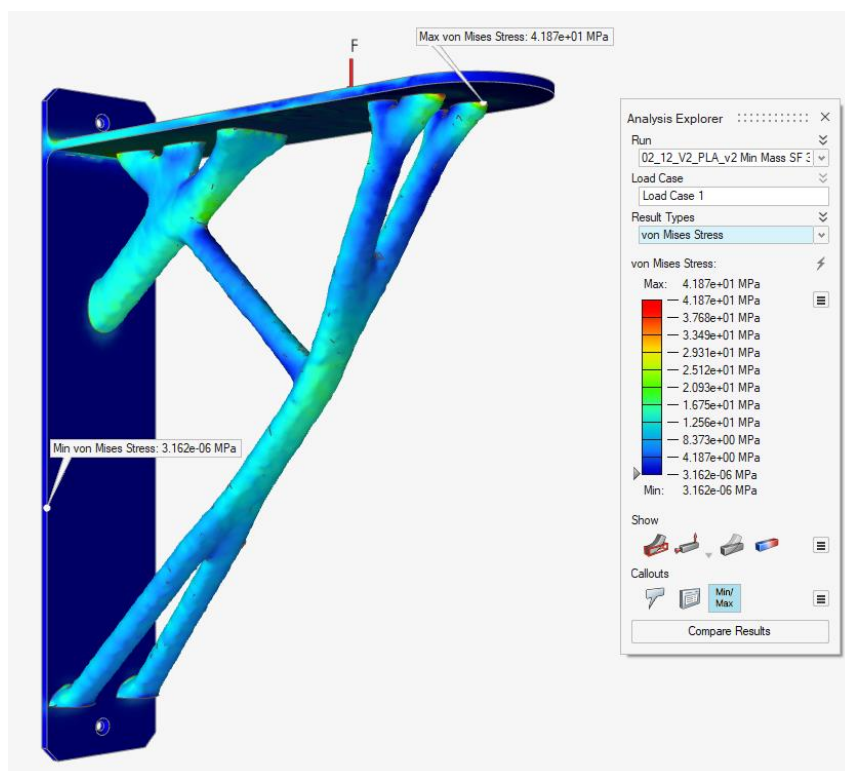 F
Max von Mises Stress: 4.187e+01 MPa
Min von Mises Stress: 3.162e-06 MPa
Analysis Explorer
Run
02_12_V2_PLA_v2 Min Mass SF
Load Case
Load Case 1
Result Types
von Mises Stress
von Mises Stress:
Max: 4.187e+01 MPa
4.187e+01 MPa
3.768e+01 MPa
3.349e+01 MPa
2.931e+01 MPa
2.512e+01 MPa
2.093e+01 MPa
1.675e+01 MPa
1.256e+01 MPa
8.373e+00 MPa
4.187e+00 MPa
3.162e-06 MPa
Min: 3.162e-06 MPa
Show
Callouts
Min/
Max
Compare Results